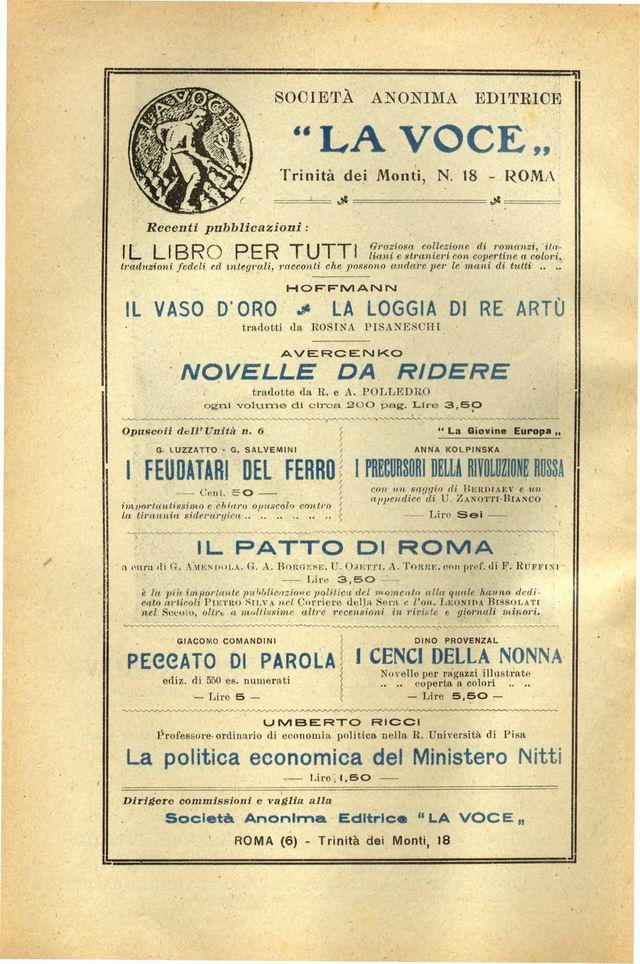 LA VOCE
SOCIETÀ ANONIMA EDITRICE
"LA VOCE„
Trinità dei Monti, N. 18 - ROMA
Recenti pubblicazioni:
IL LIBRO PER TUTTI Graziosa collezione di romanzi, ita-
liani e stranieri con copertine a colori,
traduzioni fedeli ed integrali, racconti che possono andare per le mani di tutti .. ..
HOFFMANN
IL VASO D'ORO LA LOGGIA DI RE ARTÙ
tradotti da ROSINA PISANESCHI
AVERCENKO
NOVELLE DA RIDERE
tradotte da R. e A. POLLEDRO
ogni volume di circa 200 pag. Lire 3,50
Opuscoli dell'Unità n. 6
G. LUZZATTO - G. SALVEMINI
I FEUDATARI DEL FERRO
— Cent. 50 —
importantissimo e chiaro opuscolo contro
la tirannia siderurgica .. .. .. .. .. .. ..
"La Giovine Europa„
ANNA KOLPINSKA
I PRECURSORI DELLA RIVOLUZIONE RUSSA
con un saggio di BERDIAEV e un
appendice di U. ZANOTTI-BIANCO
— Lire Sei —
IL PATTO DI ROMA
a cura di G. AMENDOLA, G. A. BORGESE, U. OJETTI, A. TORRE, con pref. di F. RUFFINI
— Lire 3,50 —
è la più importante pubblicazione politica del momento alla quale hanno dedi-
cato articoli PIETRO SILVA nel Corriere della Sera e l'on. LEONIDA BISSOLATI
nel Secolo, oltre a moltissime altre recensioni in riviste e giornali minori.
GIACOMO COMANDINI
PECCATO DI PAROLA
ediz. di 550 es. numerati
— Lire 5 —
DINO PROVENZAL
I CENCI DELLA NONNA
Novelle per ragazzi illustrate
.. .. coperta a colori .. ..
— Lire 5,50 —
UMBERTO RICCI
Professore ordinario di economia politica nella R. Università di Pisa
La politica economica del Ministero Nitti
— Lire 1,50 —
Dirigere commissioni e vaglia alla
Società Anonima Editrice "LA VOCE„
ROMA (6) - Trinità dei Monti, 18